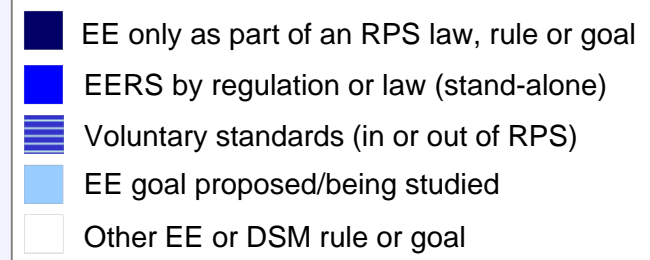 EE only as part of an RPS law, rule or goal
EERS by regulation or law (stand-alone)
Voluntary standards (in or out of RPS)
EE goal proposed/being studied
Other EE or DSM rule or goal